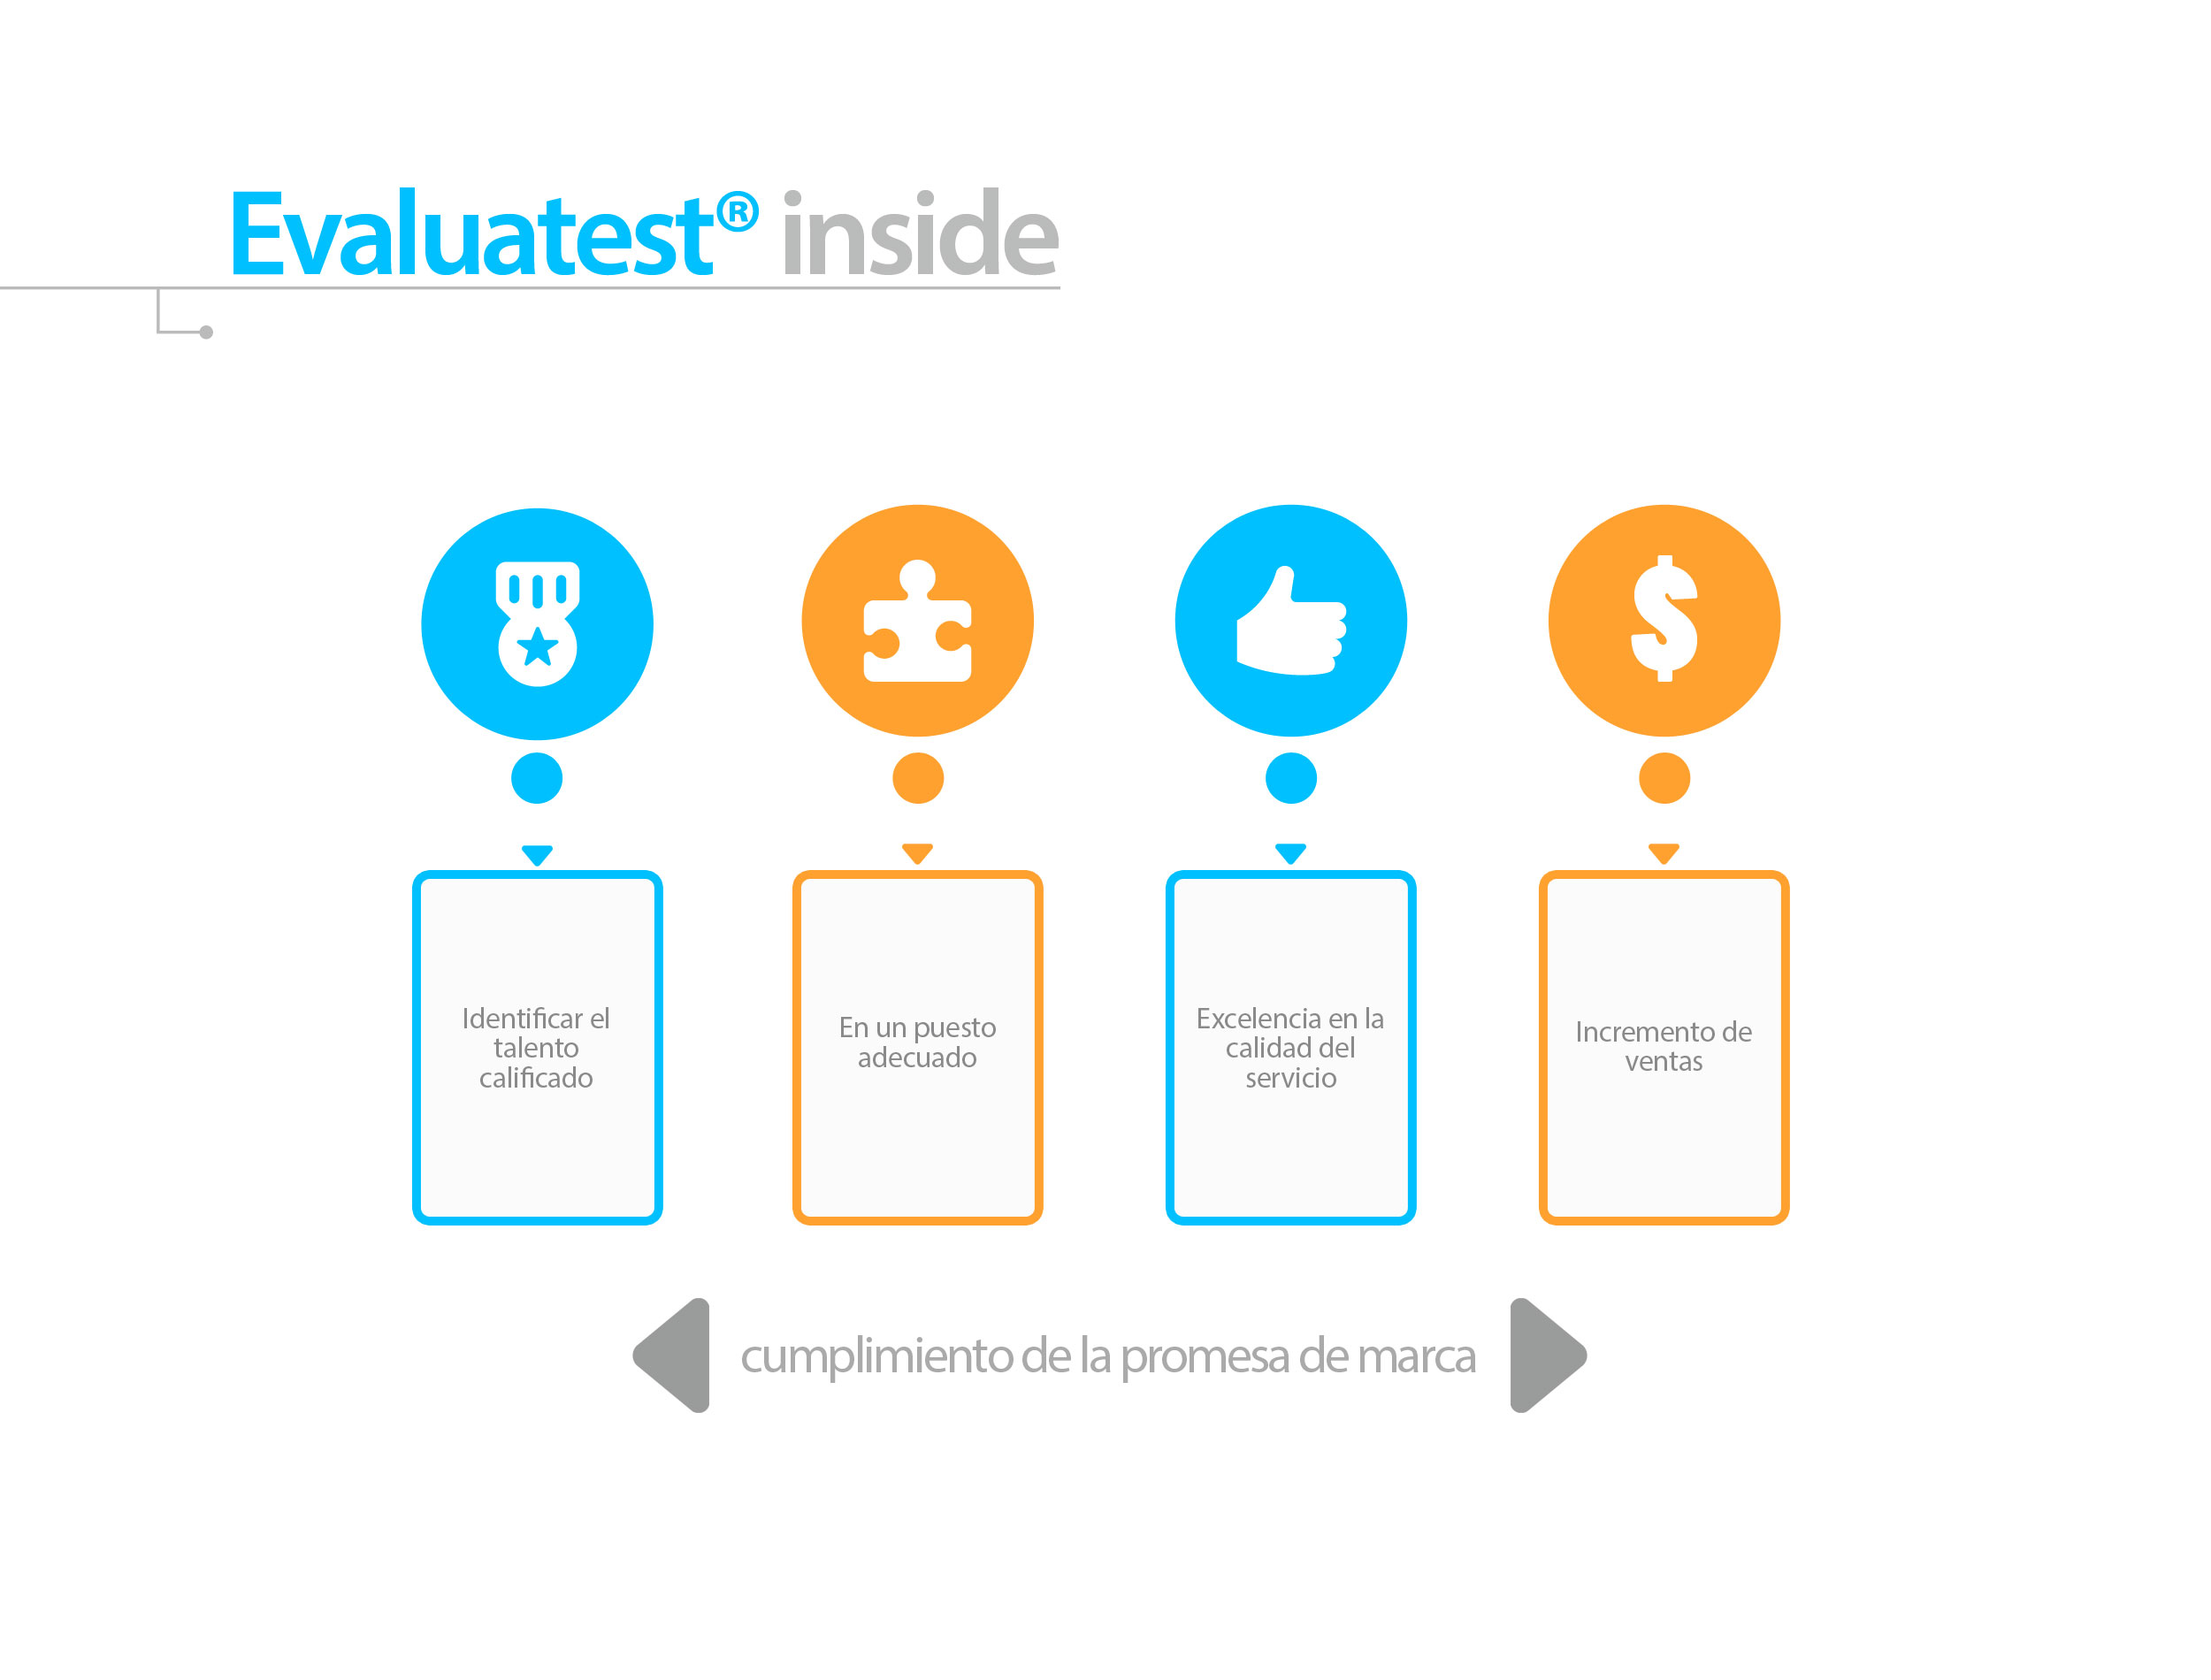 Evaluatest® inside
Identificar el
talento
calificado
En un puesto
adecuado
Excelencia en la
calidad del
servicio
Incremento de
ventas
cumplimiento de la promesa de marca